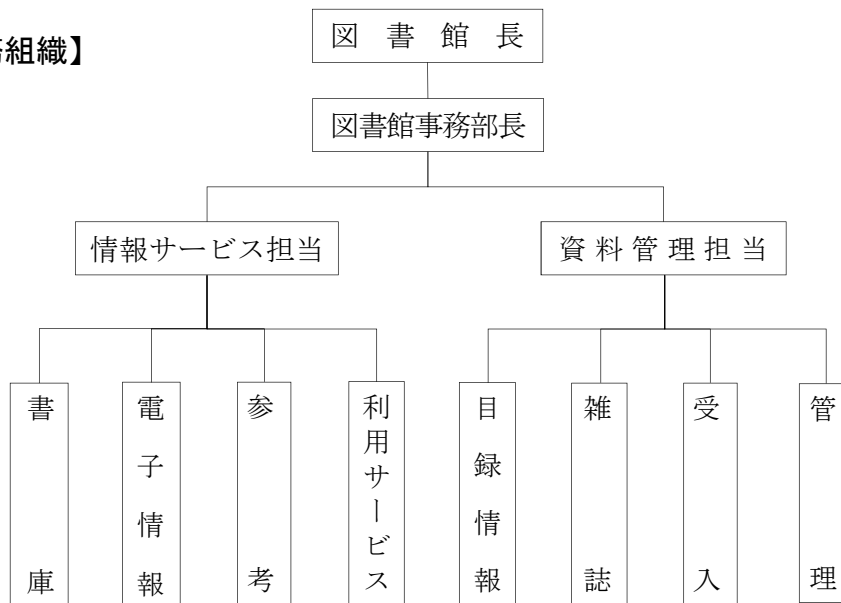 務組織】
図書館長
図書館事務部長
情報サービス担当
資料管理担当
書庫
電子情報
参考
利用サービス
目録情報
雑誌
受入
管理